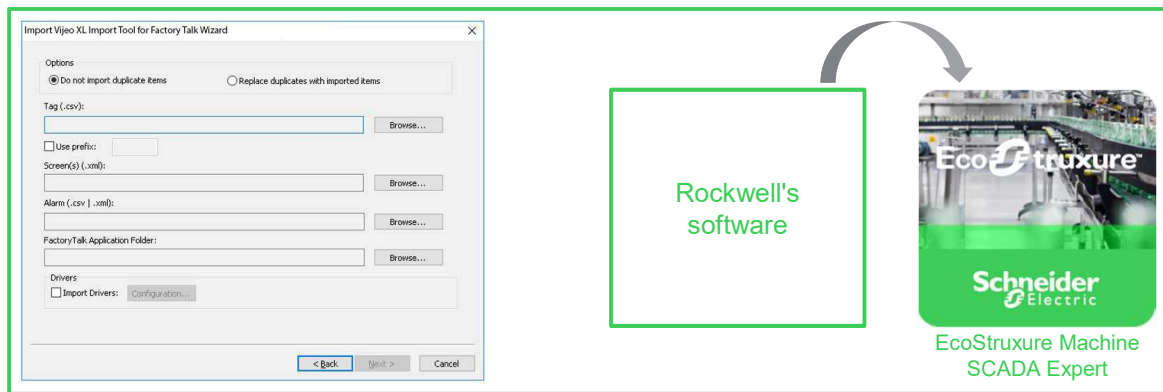 Import Vijeo XL Import Tool for Factory Talk Wizard
Options
Do not import duplicate items
Replace duplicates with imported items
Tag (.csv):
Browse...
Use prefix:
Screen(s) (.xml):
Browse...
Alarm (.csv | .xml):
Browse...
FactoryTalk Application Folder:
Browse...
Drivers
Import Drivers:
Configuration...
< Back
Next >
Cancel
Rockwell's
software
EcoStruxure™
Schneider
Electric
EcoStruxure Machine
SCADA Expert